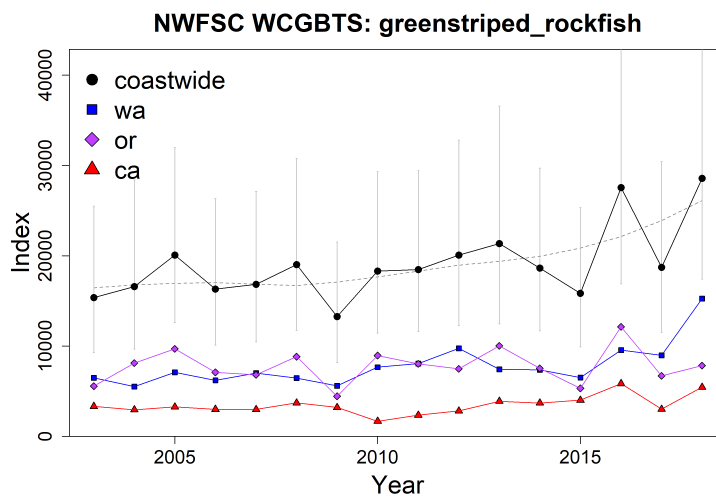 NWFSC WCGBTS: greenstriped_rockfish
coastwide
wa
or
ca
40000
30000
20000
10000
0
Index
2005
2010
2015
Year